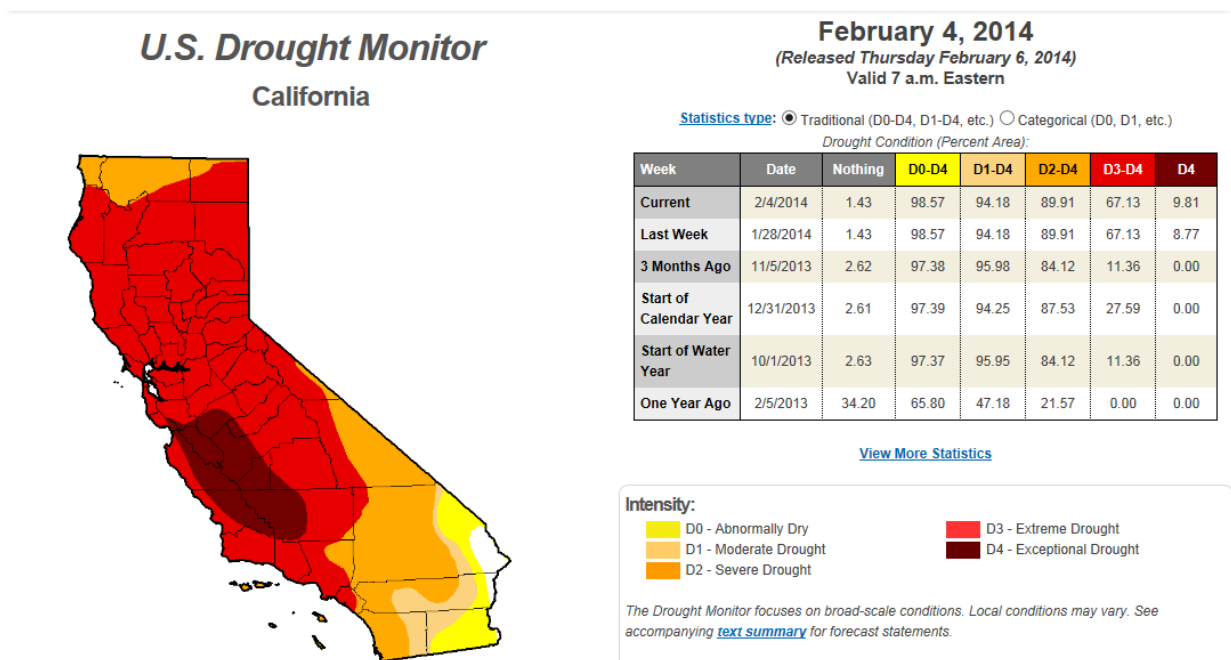 U.S. Drought Monitor
California
February 4, 2014
(Released Thursday February 6, 2014)
Valid 7 a.m. Eastern
Statistics type: Traditional (D0-D4, D1-D4, etc.) Categorical (D0, D1, etc.)
Drought Condition (Percent Area):
Week Date Nothing D0-D4 D1-D4 D2-D4 D3-D4 D4
Current 2/4/2014 1.43 98.57 94.18 89.91 67.13 9.81
Last Week 1/28/2014 1.43 98.57 94.18 89.91 67.13 8.77
3 Months Ago 11/5/2013 2.62 97.38 95.98 84.12 11.36 0.00
Start of
Calendar Year 12/31/2013 2.61 97.39 94.25 87.53 27.59 0.00
Start of Water
Year 10/1/2013 2.63 97.37 95.95 84.12 11.36 0.00
One Year Ago 2/5/2013 34.20 65.80 47.18 21.57 0.00 0.00
View More Statistics
Intensity:
D0 - Abnormally Dry
D1 - Moderate Drought
D2 - Severe Drought
D3 - Extreme Drought
D4 - Exceptional Drought
The Drought Monitor focuses on broad-scale conditions. Local conditions may vary. See
accompanying text summary for forecast statements.